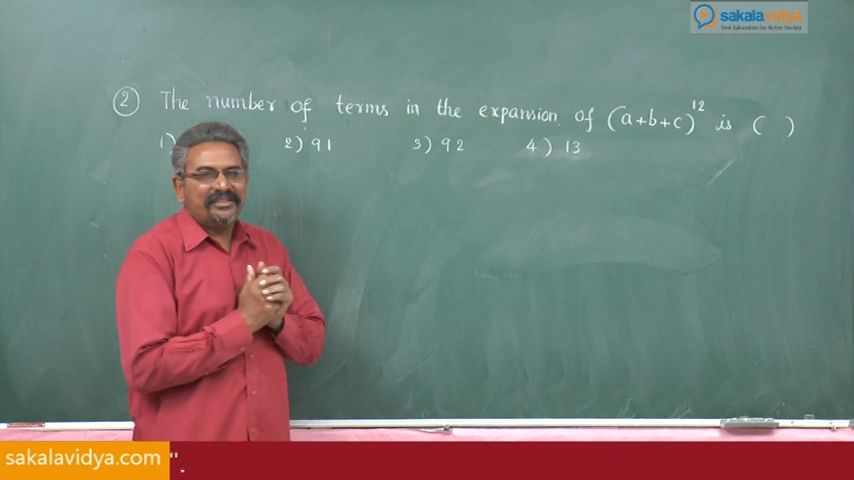 sakalavidya
Best Education for Better Society
② The number of terms in the expansion of (a+b+c)¹² is ( )
1) 2) 91 3) 92 4) 13
sakalavidya.com ".